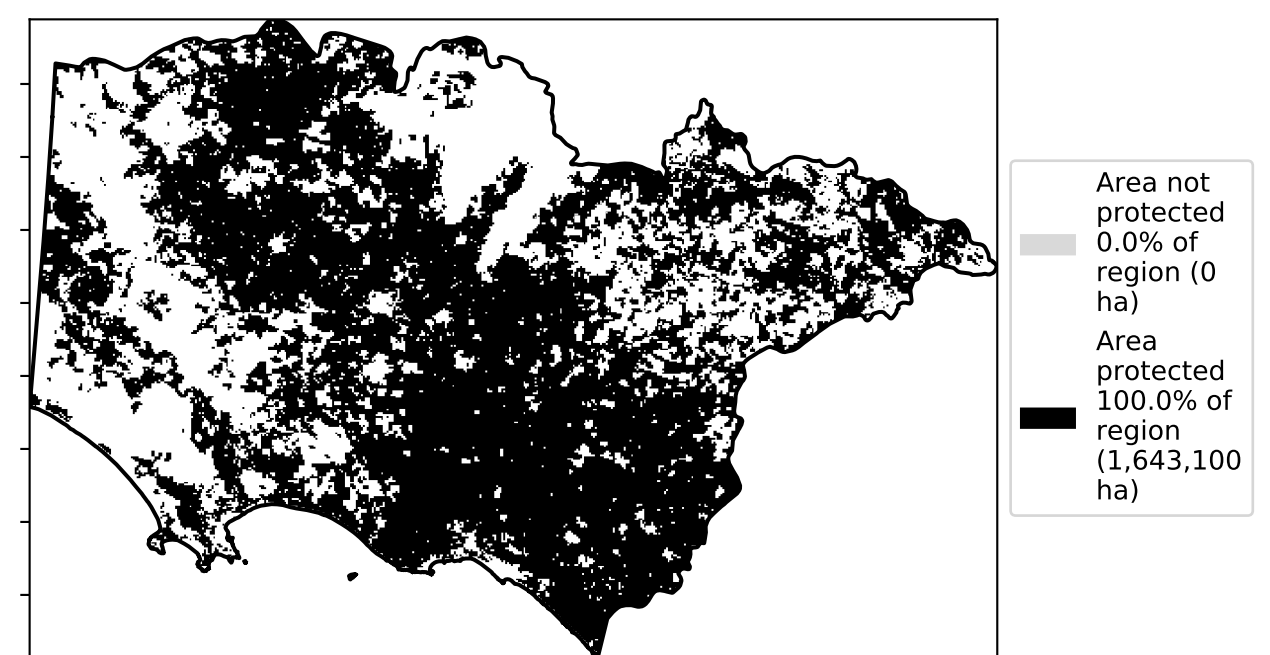 Area not
protected
0.0% of
region (0
ha)
Area
protected
100.0% of
region
(1,643,100
ha)